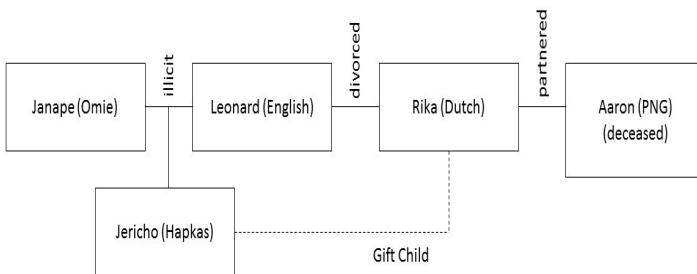 illicit
divorced
partnered
Janape (Omie)
Leonard (English)
Rika (Dutch)
Aaron (PNG)
(deceased)
Jericho (Hapkas)
Gift Child